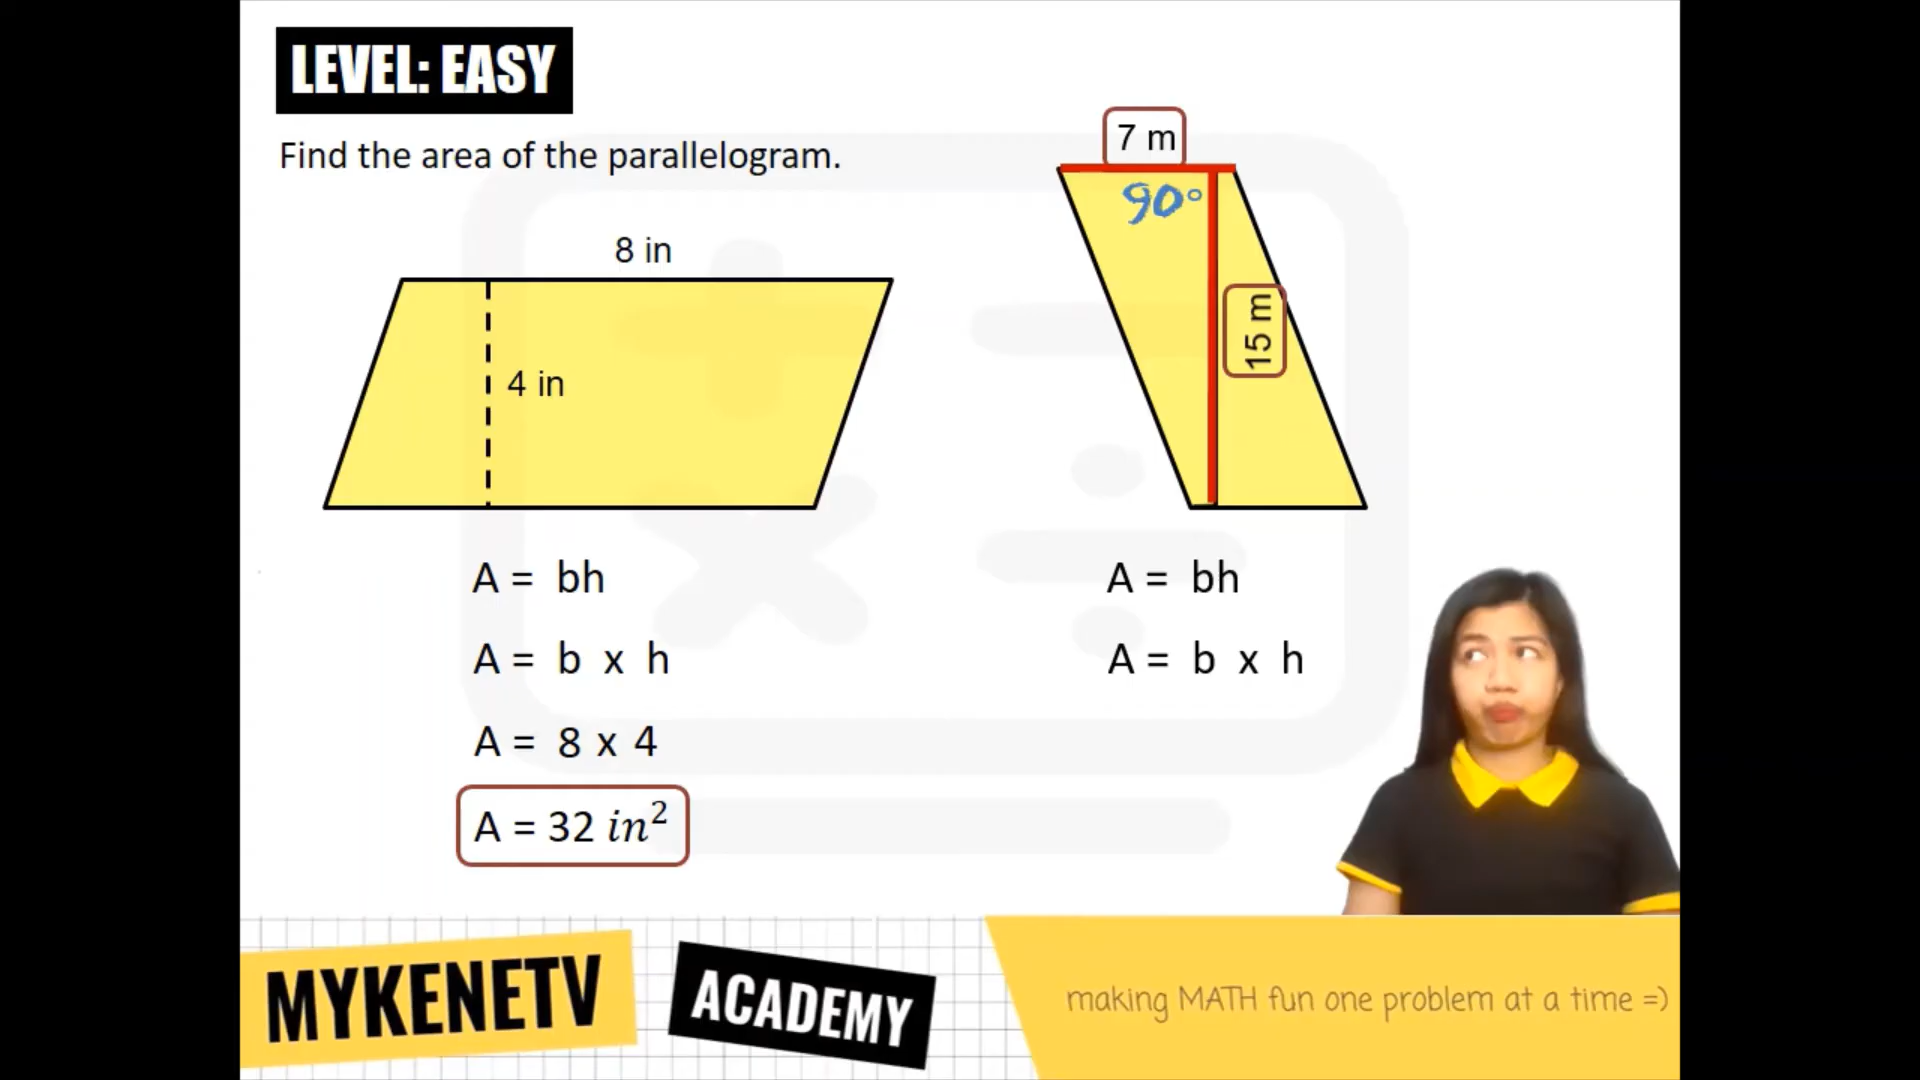 LEVEL: EASY
Find the area of the parallelogram.
8 in
4 in
A = bh
A = b x h
A = 8 x 4
A = 32 in²
7 m
90°
15 m
A = bh
A = b x h
MYKENETV
ACADEMY
making MATH fun one problem at a time =)